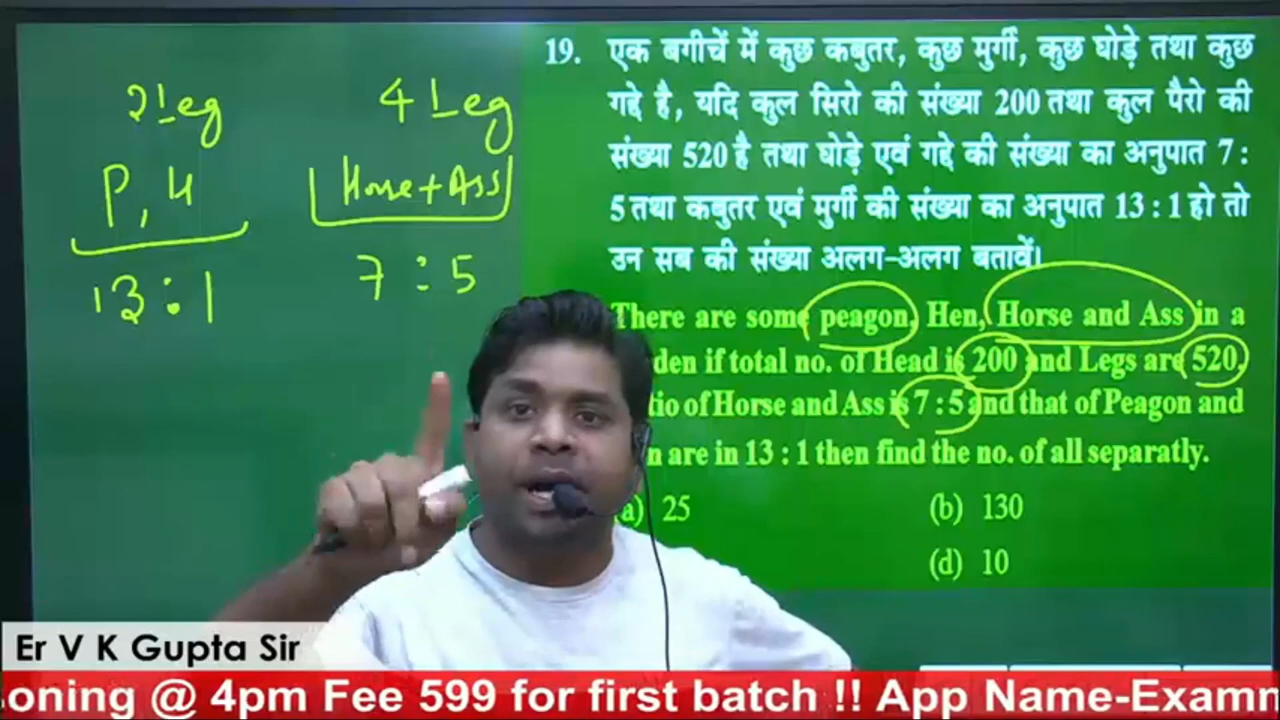 2 Leg
4 Leg
P, H
Horse + Ass
13 : 1
7 : 5
19. एक बगीचें में कुछ कबुतर, कुछ मुर्गी, कुछ घोड़े तथा कुछ
गद्दे है, यदि कुल सिरो की संख्या 200 तथा कुल पैरो की
संख्या 520 है तथा घोड़े एवं गद्दे की संख्या का अनुपात 7 :
5 तथा कबुतर एवं मुर्गी की संख्या का अनुपात 13 : 1 हो तो
उन सब की संख्या अलग-अलग बतावें।
There are some peagon, Hen, Horse and Ass in a
den if total no. of Head is 200 and Legs are 520,
tio of Horse and Ass is 7 : 5 and that of Peagon and
n are in 13 : 1 then find the no. of all separatly.
a) 25
(b) 130
(d) 10
Er V K Gupta Sir
oning @ 4pm Fee 599 for first batch !! App Name-Examr